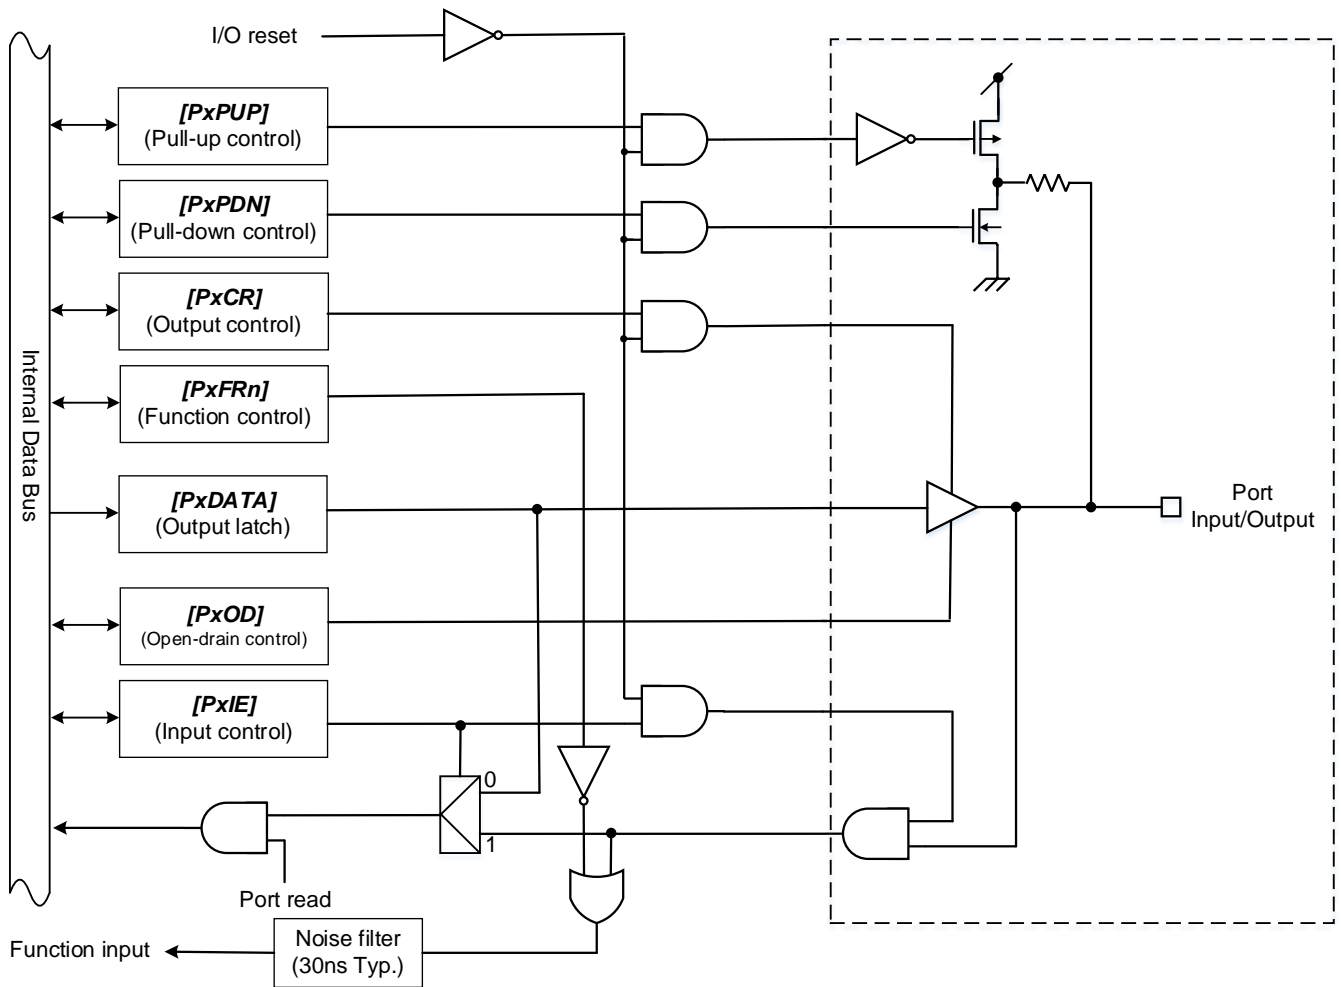 I/O reset
[PxPUP]
(Pull-up control)
[PxPDN]
(Pull-down control)
[PxCR]
(Output control)
[PxFRn]
(Function control)
Internal Data Bus
[PxDATA]
(Output latch)
Port
Input/Output
[PxOD]
(Open-drain control)
[PxIE]
(Input control)
0
1
Port read
Function input
Noise filter
(30ns Typ.)